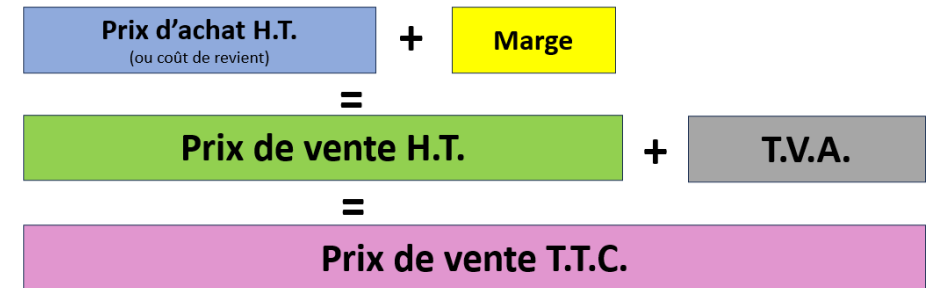 Prix d’achat H.T. + Marge
(ou coût de revient)
=
Prix de vente H.T. + T.V.A.
=
Prix de vente T.T.C.